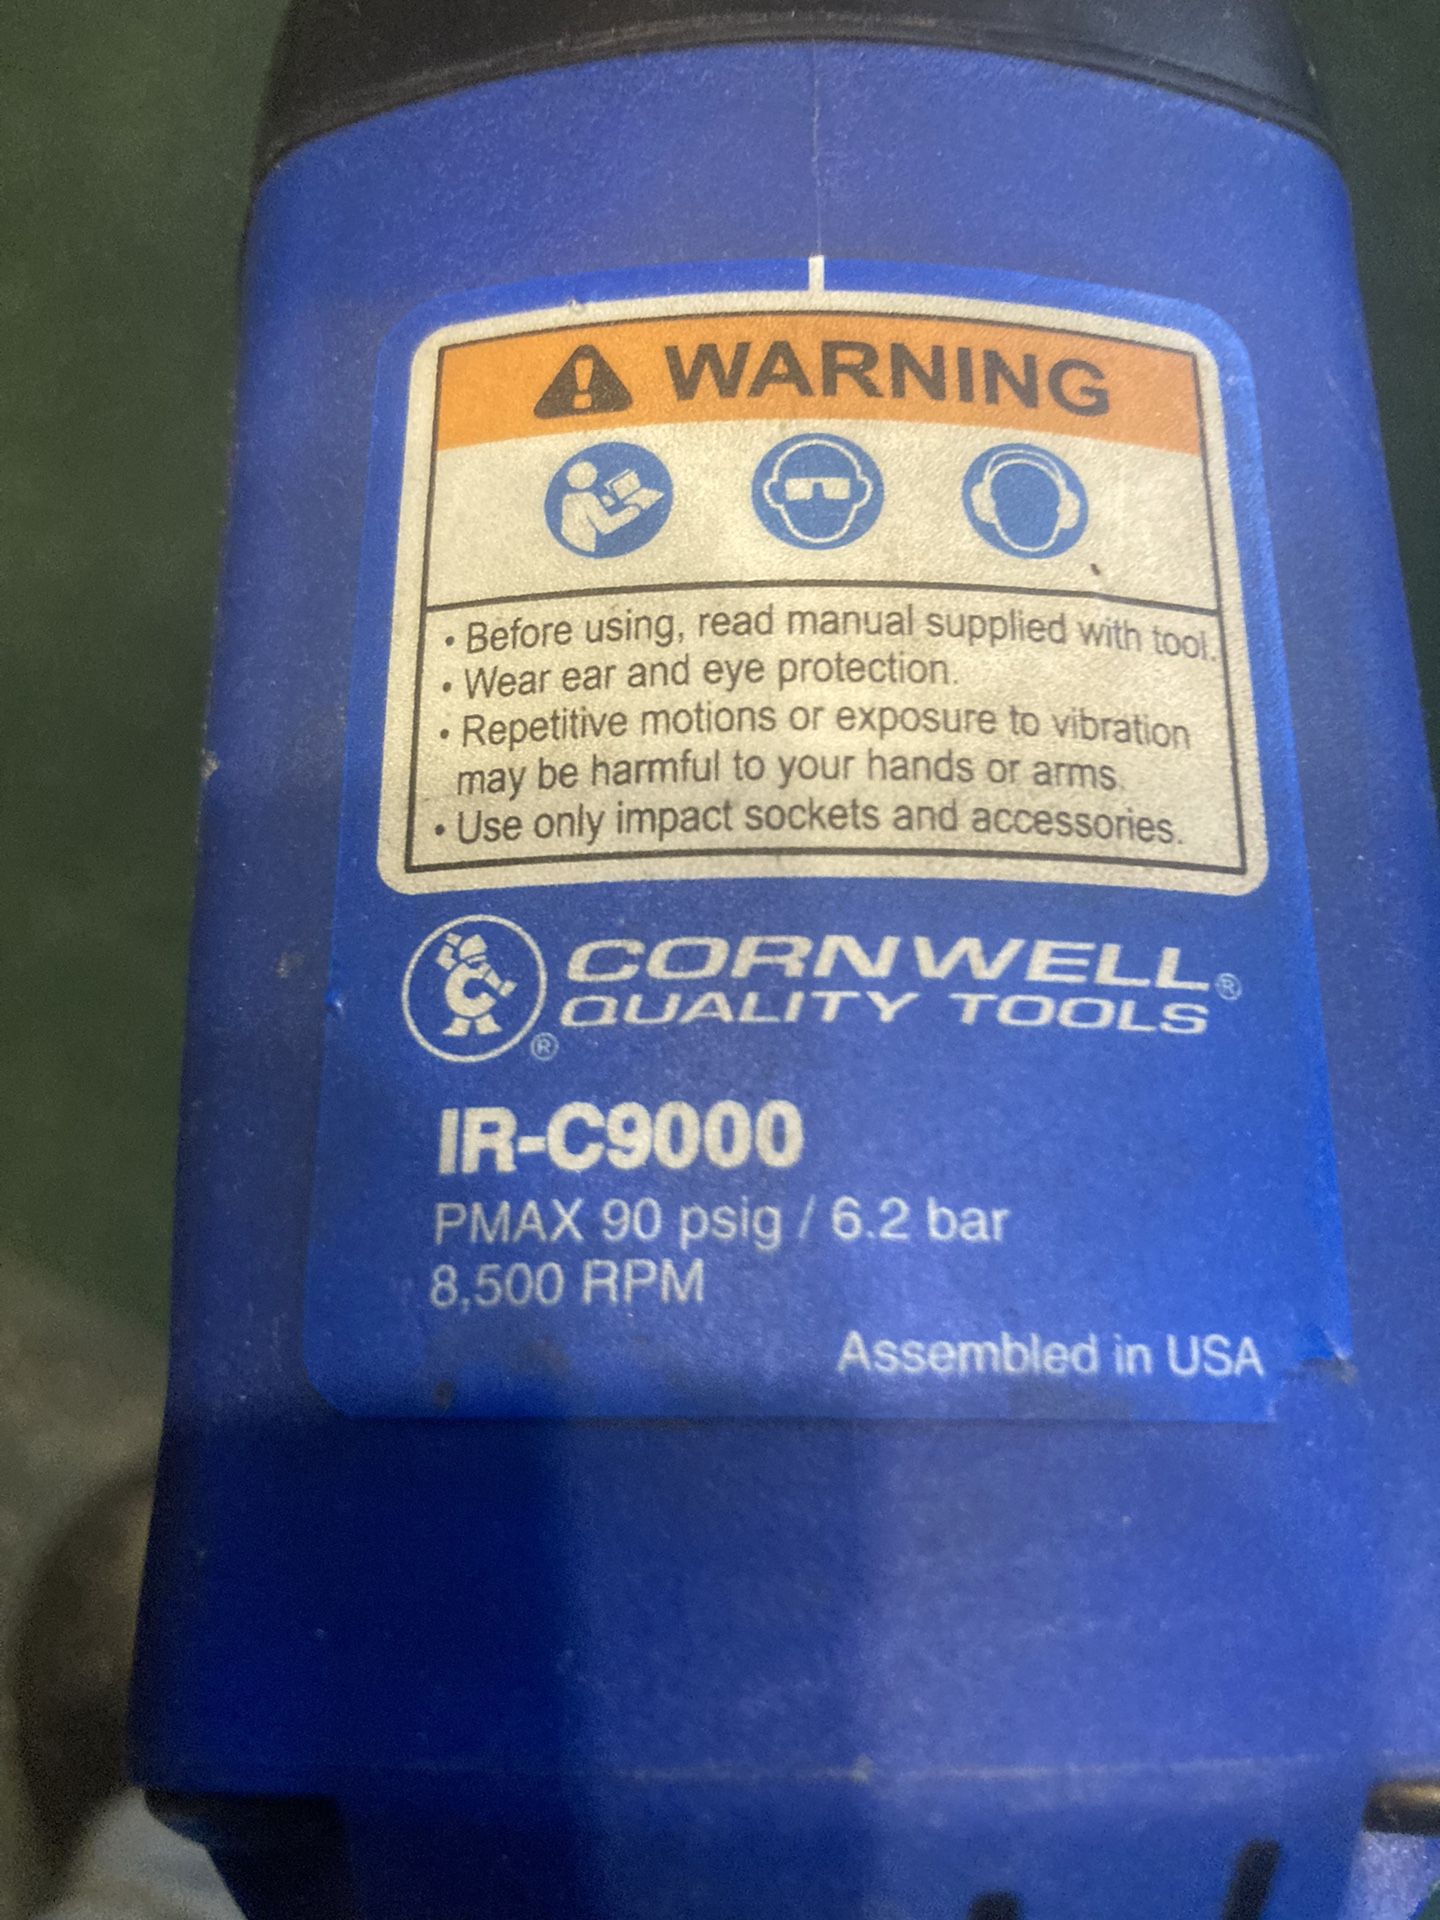 WARNING
• Before using, read manual supplied with tool.
• Wear ear and eye protection.
• Repetitive motions or exposure to vibration
may be harmful to your hands or arms.
• Use only impact sockets and accessories.
CORNWELL®
® QUALITY TOOLS
IR-C9000
PMAX 90 psig / 6.2 bar
8,500 RPM
Assembled in USA